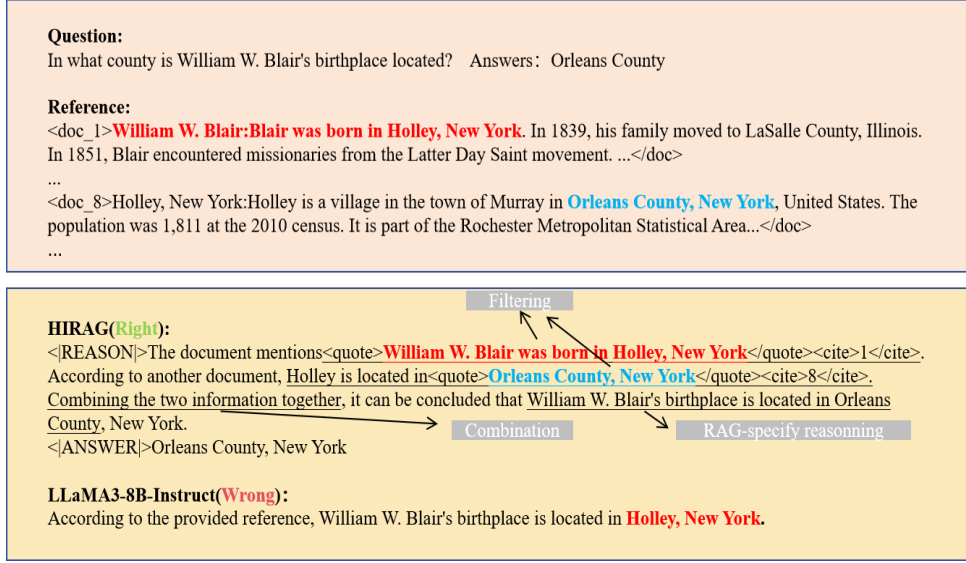 Question:
In what county is William W. Blair's birthplace located? Answers：Orleans County
Reference:
<doc_1>William W. Blair:Blair was born in Holley, New York. In 1839, his family moved to LaSalle County, Illinois.
In 1851, Blair encountered missionaries from the Latter Day Saint movement. ...</doc>
...
<doc_8>Holley, New York:Holley is a village in the town of Murray in Orleans County, New York, United States. The
population was 1,811 at the 2010 census. It is part of the Rochester Metropolitan Statistical Area...</doc>
...
Filtering
HIRAG(Right):
<|REASON|>The document mentions<quote>William W. Blair was born in Holley, New York</quote><cite>1</cite>.
According to another document, Holley is located in<quote>Orleans County, New York</quote><cite>8</cite>.
Combining the two information together, it can be concluded that William W. Blair's birthplace is located in Orleans
County, New York.
Combination
RAG-specify reasonning
<|ANSWER|>Orleans County, New York
LLaMA3-8B-Instruct(Wrong)：
According to the provided reference, William W. Blair's birthplace is located in Holley, New York.